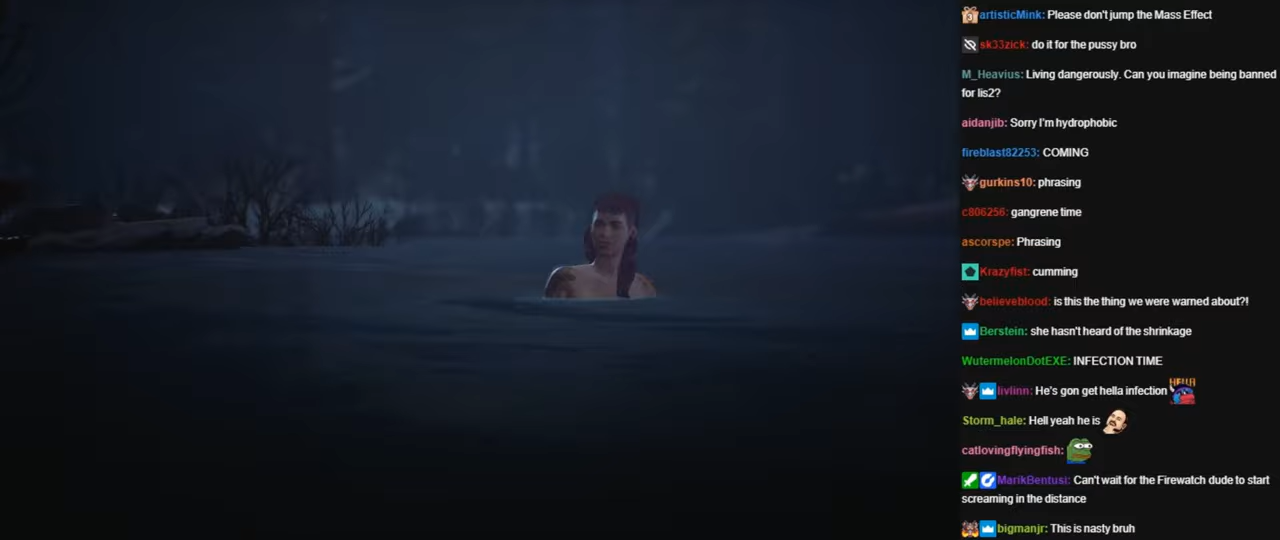 artisticMink: Please don't jump the Mass Effect
sk33zick: do it for the pussy bro
M_Heavius: Living dangerously. Can you imagine being banned
for lis2?
aidanjib: Sorry I'm hydrophobic
fireblast82253: COMING
gurkins10: phrasing
c806256: gangrene time
ascorspe: Phrasing
Krazyfist: cumming
believeblood: is this the thing we were warned about?!
Berstein: she hasn't heard of the shrinkage
WutermelonDotEXE: INFECTION TIME
livlinn: He's gon get hella infection HELLA
Storm_hale: Hell yeah he is
catlovingflyingfish:
MarikBentusi: Can't wait for the Firewatch dude to start
screaming in the distance
bigmanjr: This is nasty bruh